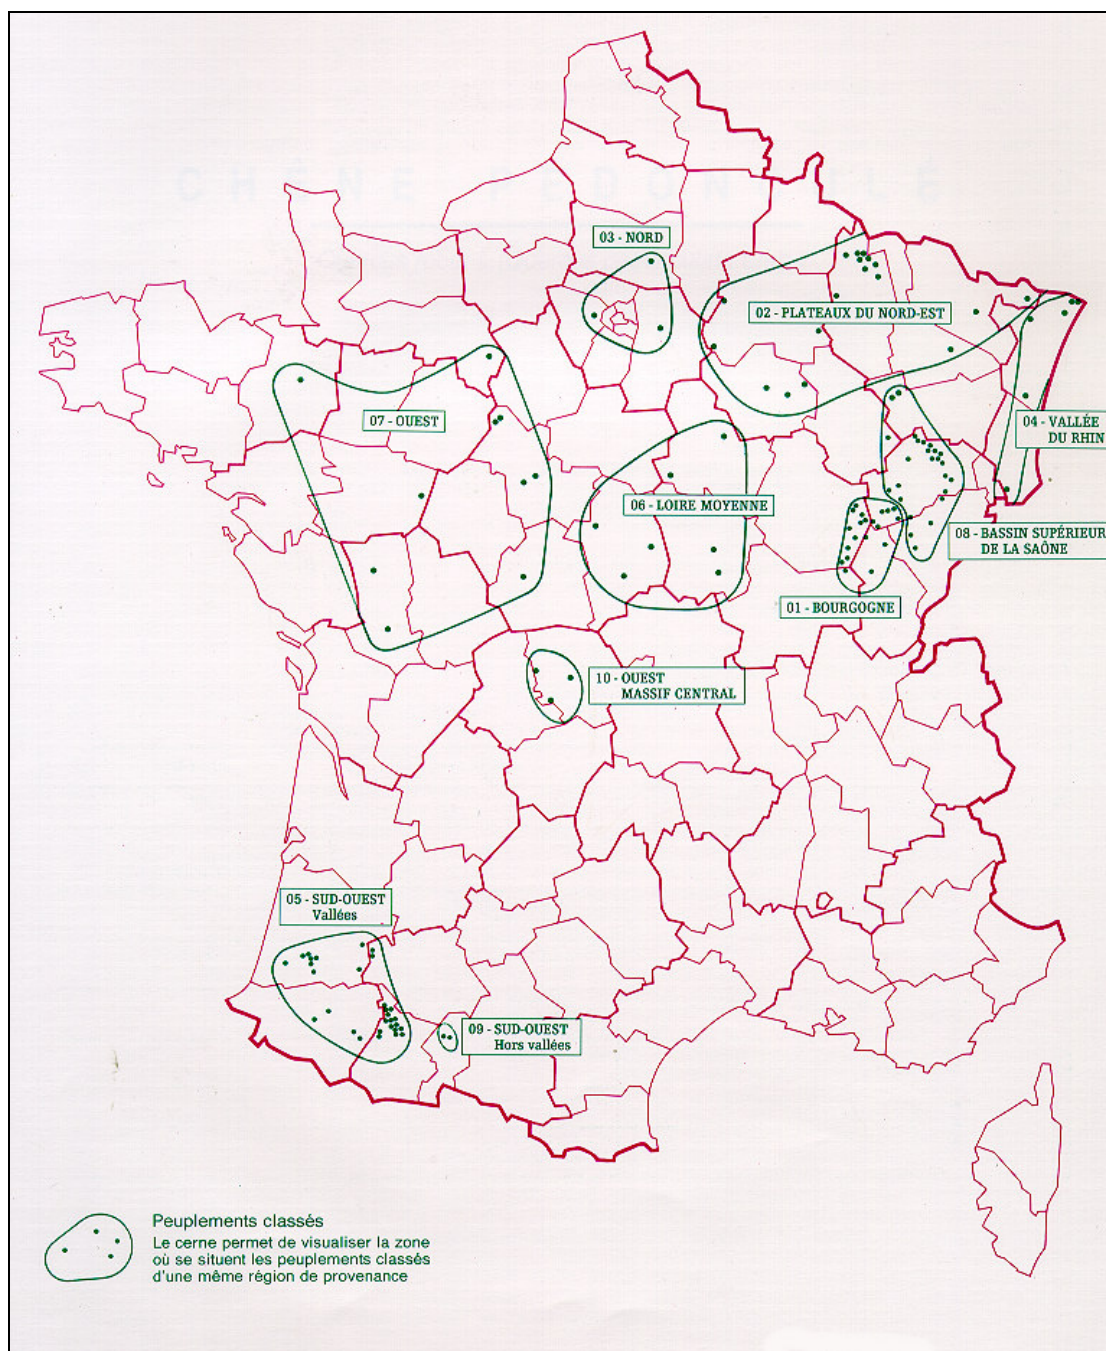 03 - NORD
02 - PLATEAUX DU NORD-EST
07 - OUEST
04 - VALLÉE
DU RHIN
06 - LOIRE MOYENNE
08 - BASSIN SUPÉRIEUR
DE LA SAÔNE
01 - BOURGOGNE
10 - OUEST
MASSIF CENTRAL
05 - SUD-OUEST
Vallées
09 - SUD-OUEST
Hors vallées
Peuplements classés
Le cerne permet de visualiser la zone
où se situent les peuplements classés
d'une même région de provenance